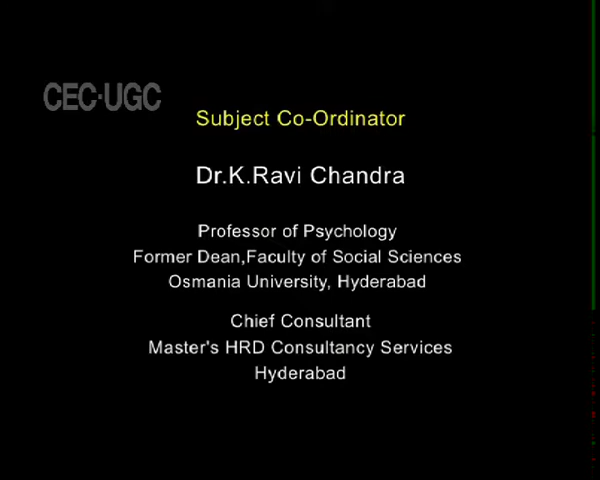 CEC-UGC
Subject Co-Ordinator
Dr.K.Ravi Chandra
Professor of Psychology
Former Dean,Faculty of Social Sciences
Osmania University, Hyderabad
Chief Consultant
Master's HRD Consultancy Services
Hyderabad